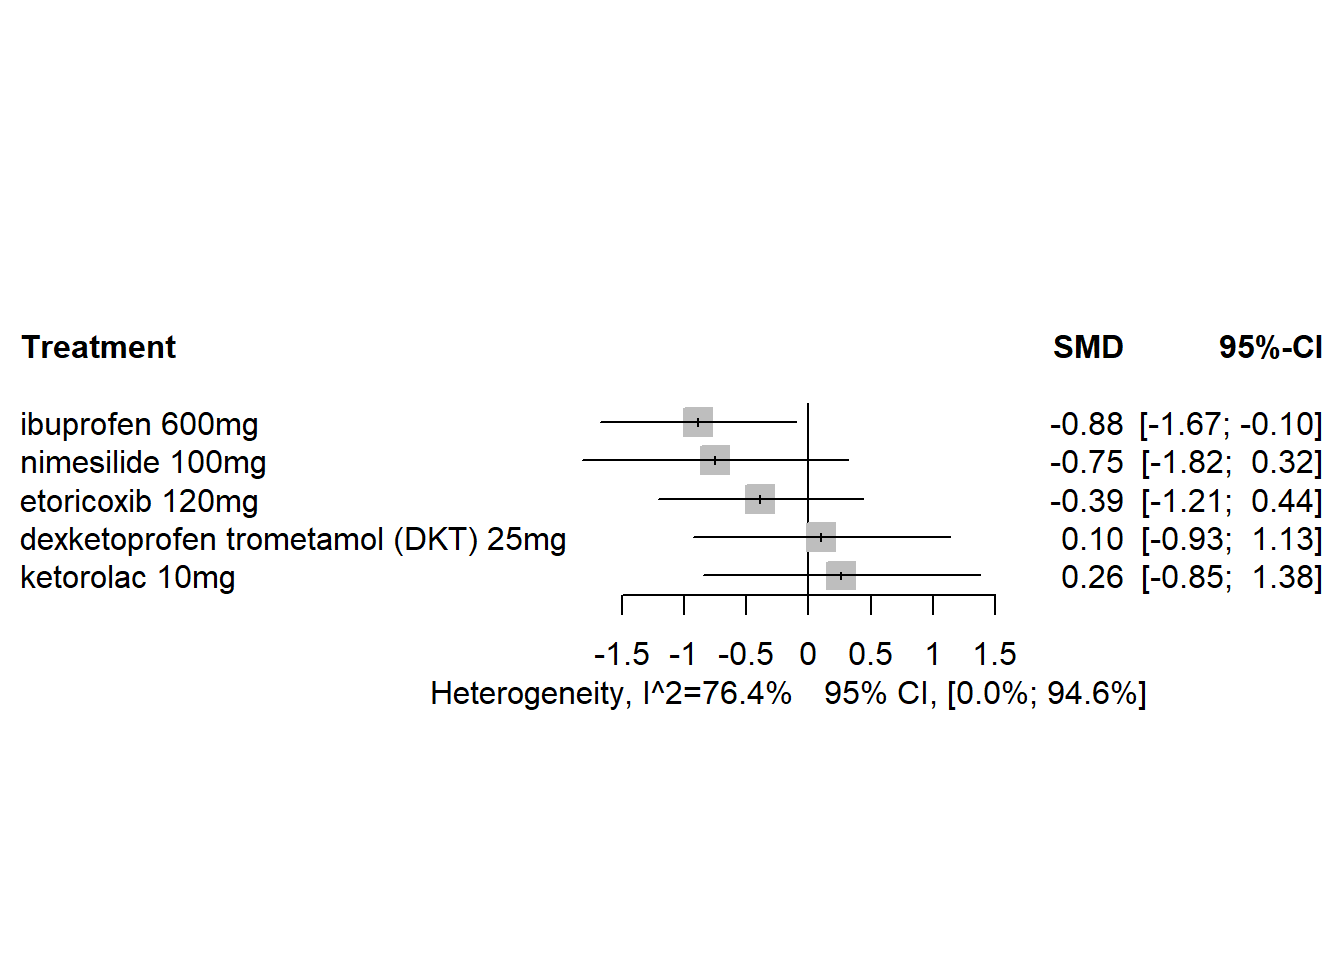 Treatment SMD 95%-CI
ibuprofen 600mg -0.88 [-1.67; -0.10]
nimesilide 100mg -0.75 [-1.82; 0.32]
etoricoxib 120mg -0.39 [-1.21; 0.44]
dexketoprofen trometamol (DKT) 25mg 0.10 [-0.93; 1.13]
ketorolac 10mg 0.26 [-0.85; 1.38]
-1.5 -1 -0.5 0 0.5 1 1.5
Heterogeneity, I^2=76.4% 95% CI, [0.0%; 94.6%]